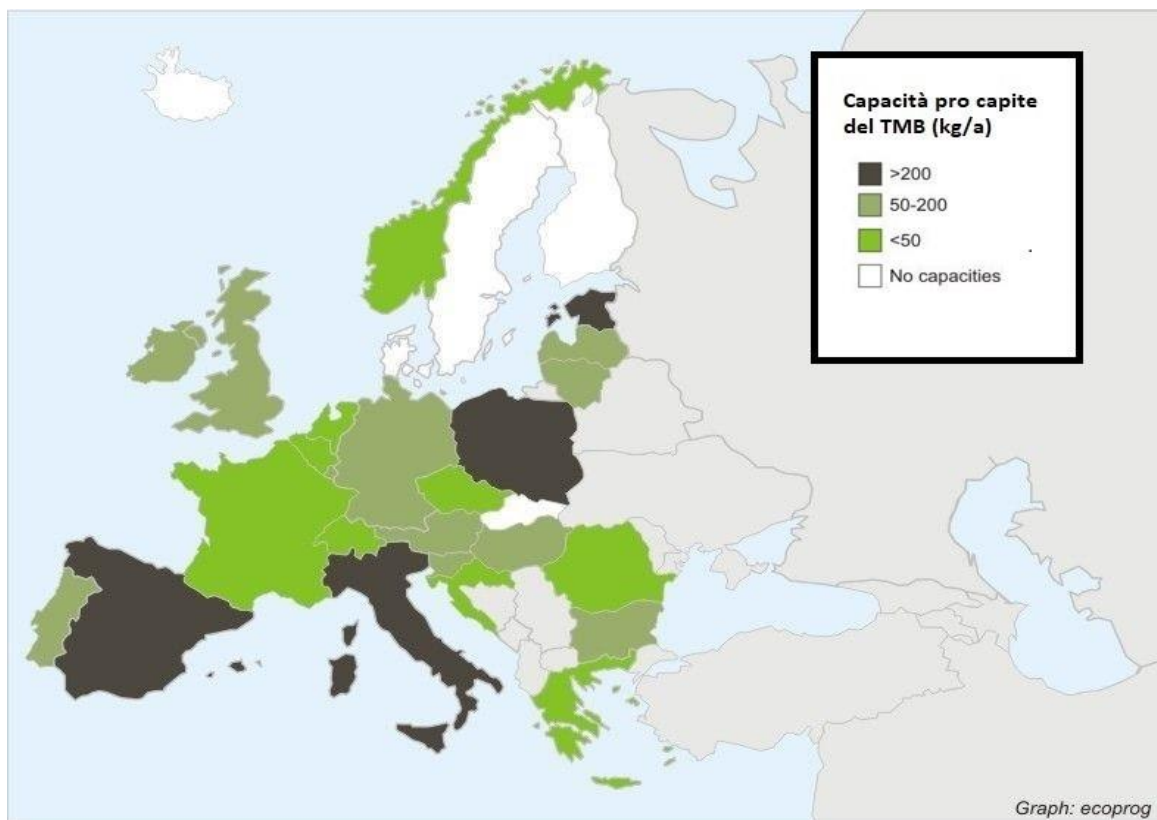 Capacità pro capite
del TMB (kg/a)
>200
50-200
<50
No capacities
Graph: ecoprog